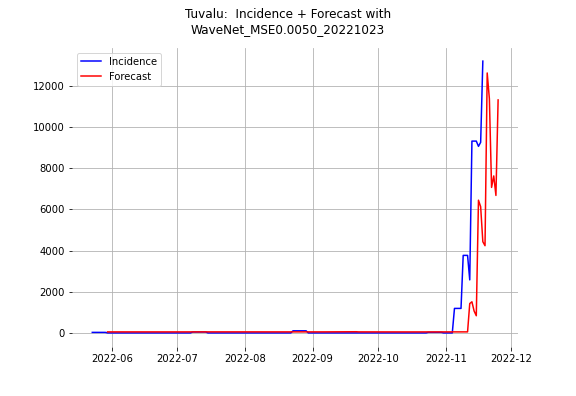 Tuvalu:  Incidence + Forecast with
WaveNet_MSE0.0050_20221023
Incidence
Forecast
12000
10000
8000
6000
4000
2000
0
2022-06 2022-07 2022-08 2022-09 2022-10 2022-11 2022-12